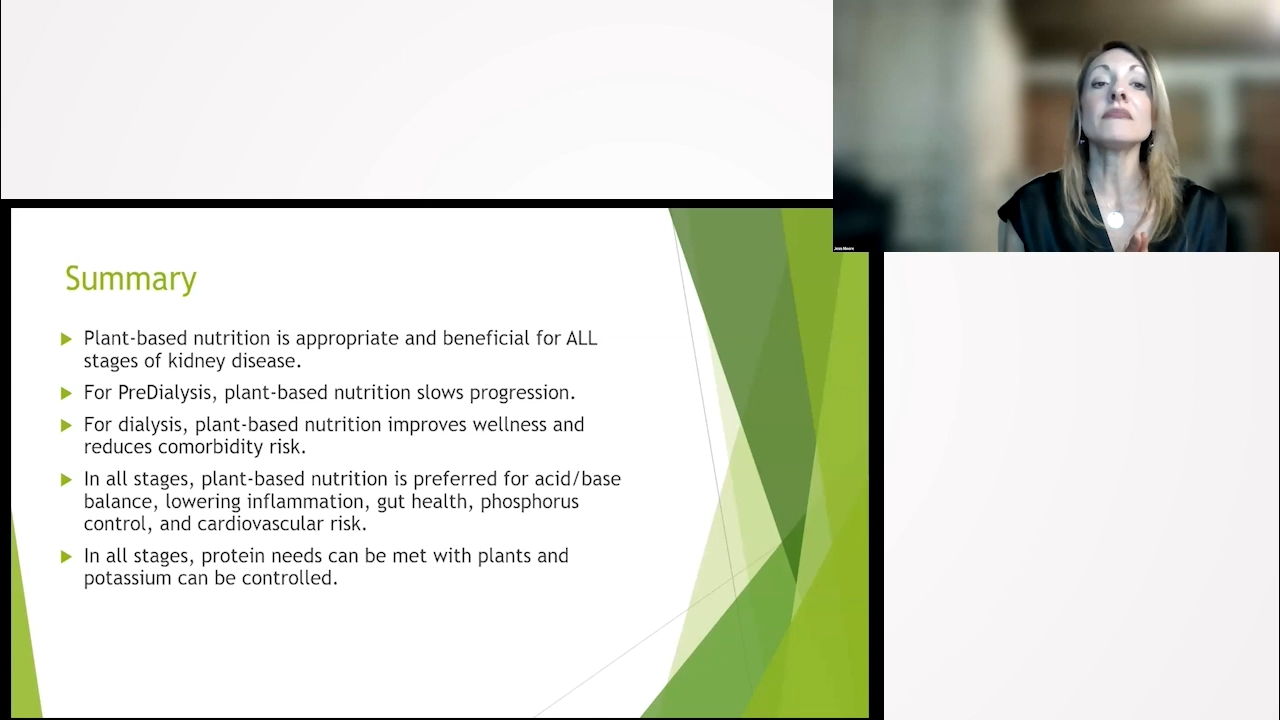 Jenn Moore
Summary
Plant-based nutrition is appropriate and beneficial for ALL
stages of kidney disease.
For PreDialysis, plant-based nutrition slows progression.
For dialysis, plant-based nutrition improves wellness and
reduces comorbidity risk.
In all stages, plant-based nutrition is preferred for acid/base
balance, lowering inflammation, gut health, phosphorus
control, and cardiovascular risk.
In all stages, protein needs can be met with plants and
potassium can be controlled.